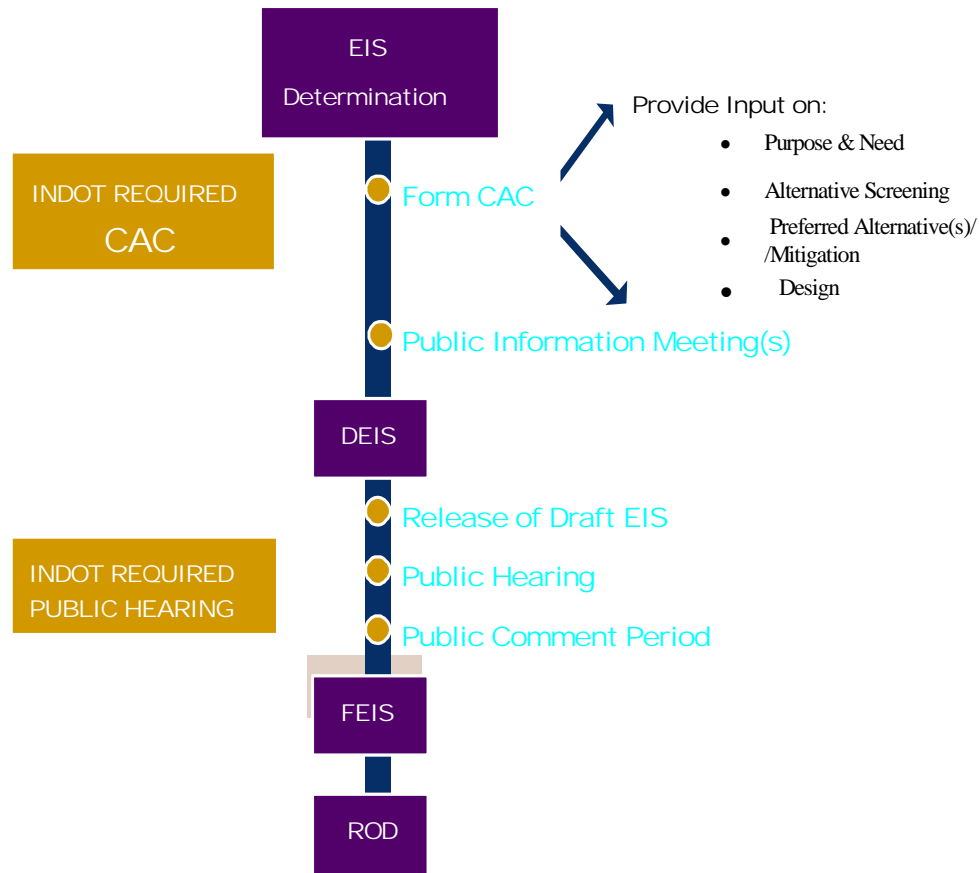 EIS
Determination
Provide Input on:
• Purpose & Need
• Alternative Screening
• Preferred Alternative(s)/
/Mitigation
• Design
INDOT REQUIRED
CAC
Form CAC
Public Information Meeting(s)
DEIS
Release of Draft EIS
INDOT REQUIRED
PUBLIC HEARING
Public Hearing
Public Comment Period
FEIS
ROD